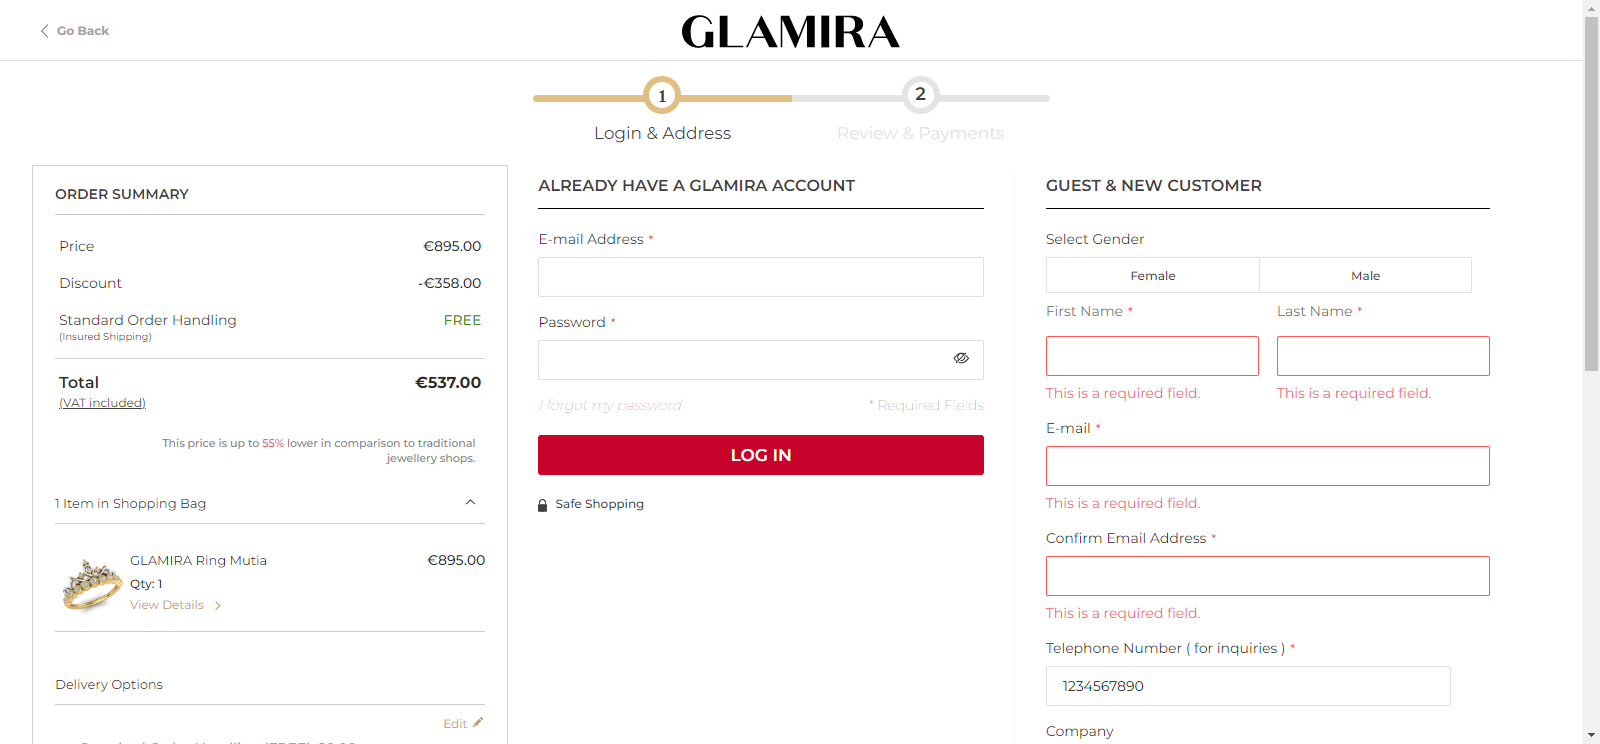 Go Back
GLAMIRA
1
2
Login & Address
Review & Payments
ORDER SUMMARY
Price €895.00
Discount -€358.00
Standard Order Handling FREE
(Insured Shipping)
Total €537.00
(VAT included)
This price is up to 55% lower in comparison to traditional
jewellery shops.
1 Item in Shopping Bag
GLAMIRA Ring Mutia €895.00
Qty: 1
View Details
Delivery Options
Edit
ALREADY HAVE A GLAMIRA ACCOUNT
E-mail Address *
Password *
I forgot my password * Required Fields
LOG IN
Safe Shopping
GUEST & NEW CUSTOMER
Select Gender
Female Male
First Name * Last Name *
This is a required field. This is a required field.
E-mail *
This is a required field.
Confirm Email Address *
This is a required field.
Telephone Number ( for inquiries ) *
1234567890
Company